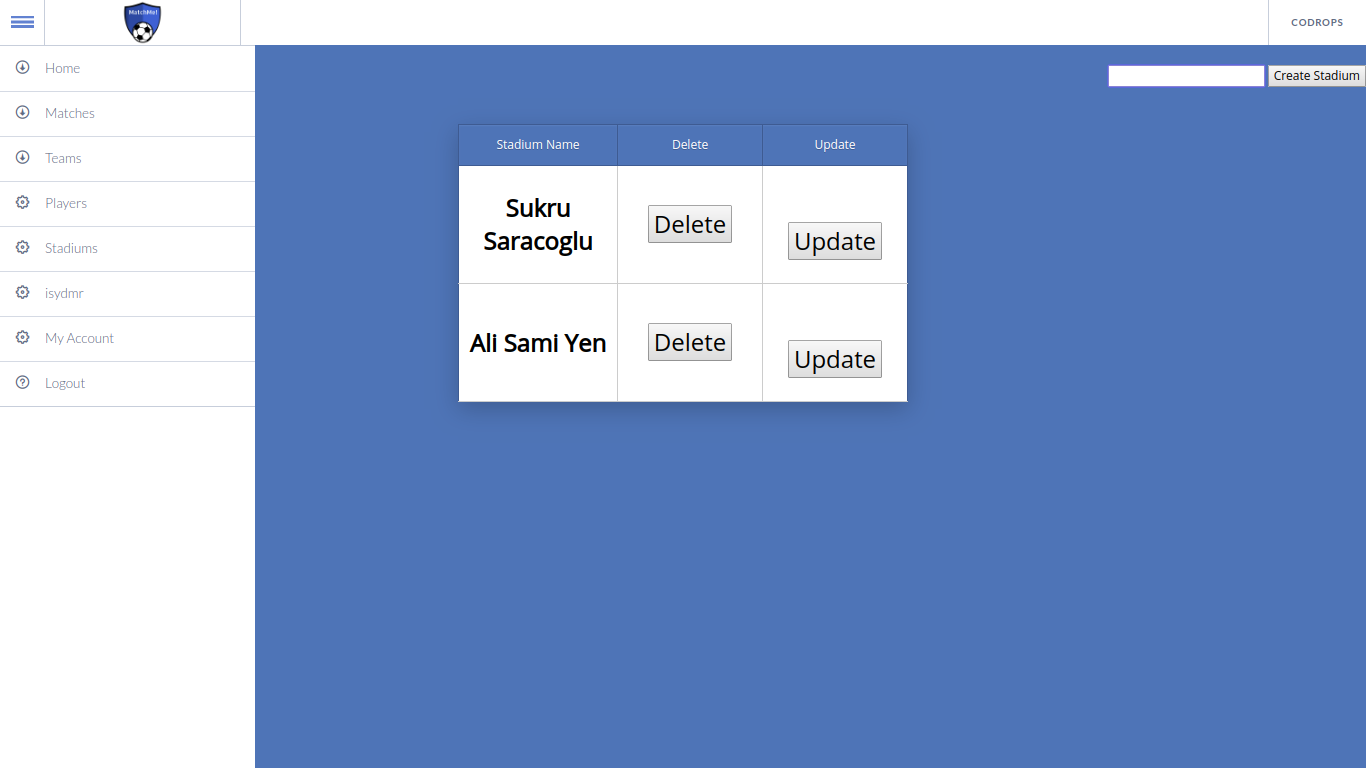 MatchMe!
CODROPS
Home
Matches
Teams
Players
Stadiums
isydmr
My Account
Logout
Create Stadium
Stadium Name Delete Update
Sukru
Saracoglu
Delete
Update
Ali Sami Yen
Delete
Update